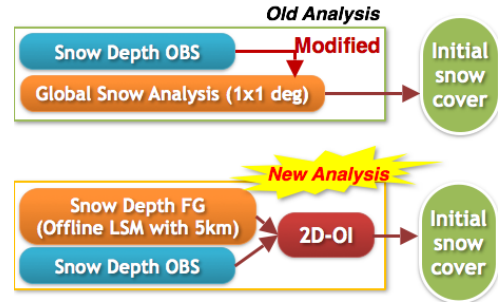 Old Analysis
Snow Depth OBS
Modified
Global Snow Analysis (1x1 deg)
Initial
snow
cover
New Analysis
Snow Depth FG
(Offline LSM with 5km)
2D-OI
Snow Depth OBS
Initial
snow
cover